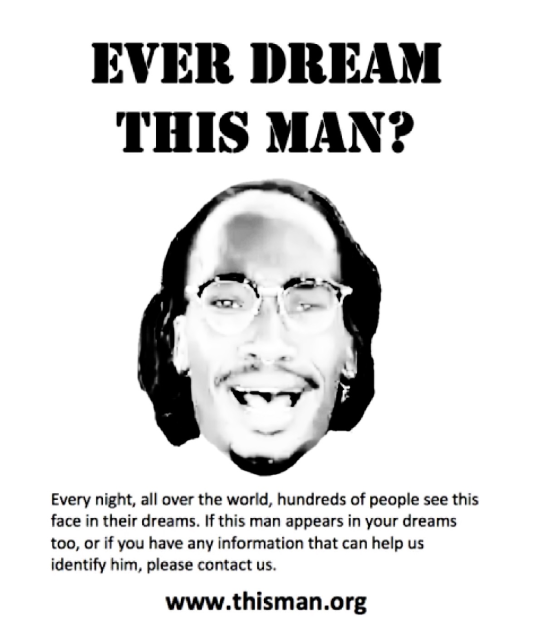 EVER DREAM
THIS MAN?
Every night, all over the world, hundreds of people see this
face in their dreams. If this man appears in your dreams
too, or if you have any information that can help us
identify him, please contact us.
www.thisman.org